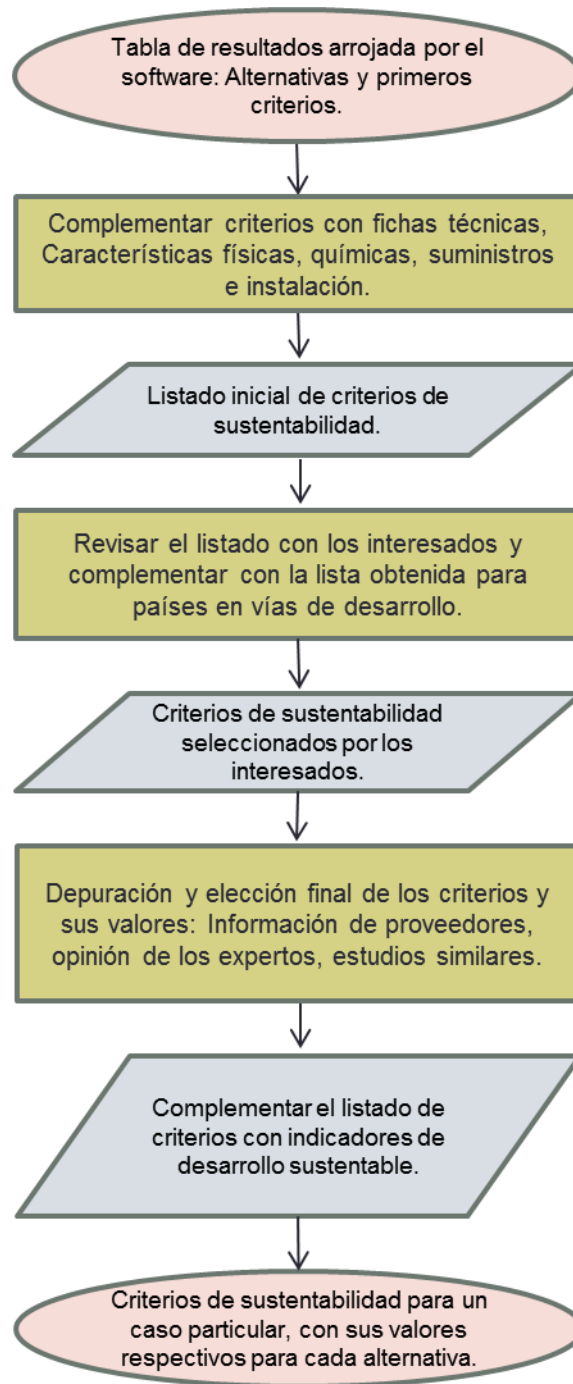 Tabla de resultados arrojada por el
software: Alternativas y primeros
criterios.
Complementar criterios con fichas técnicas,
Característícas físicas, químicas, suministros
e instalación.
Listado inicial de criterios de
sustentabilidad.
Revisar el listado con los interesados y
complementar con la lista obtenida para
países en vías de desarrollo.
Criterios de sustentabilidad
seleccionados por los
interesados.
Depuración y elección final de los criterios y
sus valores: Información de proveedores,
opinión de los expertos, estudios similares.
Complementar el listado de
criterios con indicadores de
desarrollo sustentable.
Criterios de sustentabilidad para un
caso particular, con sus valores
respectivos para cada alternativa.